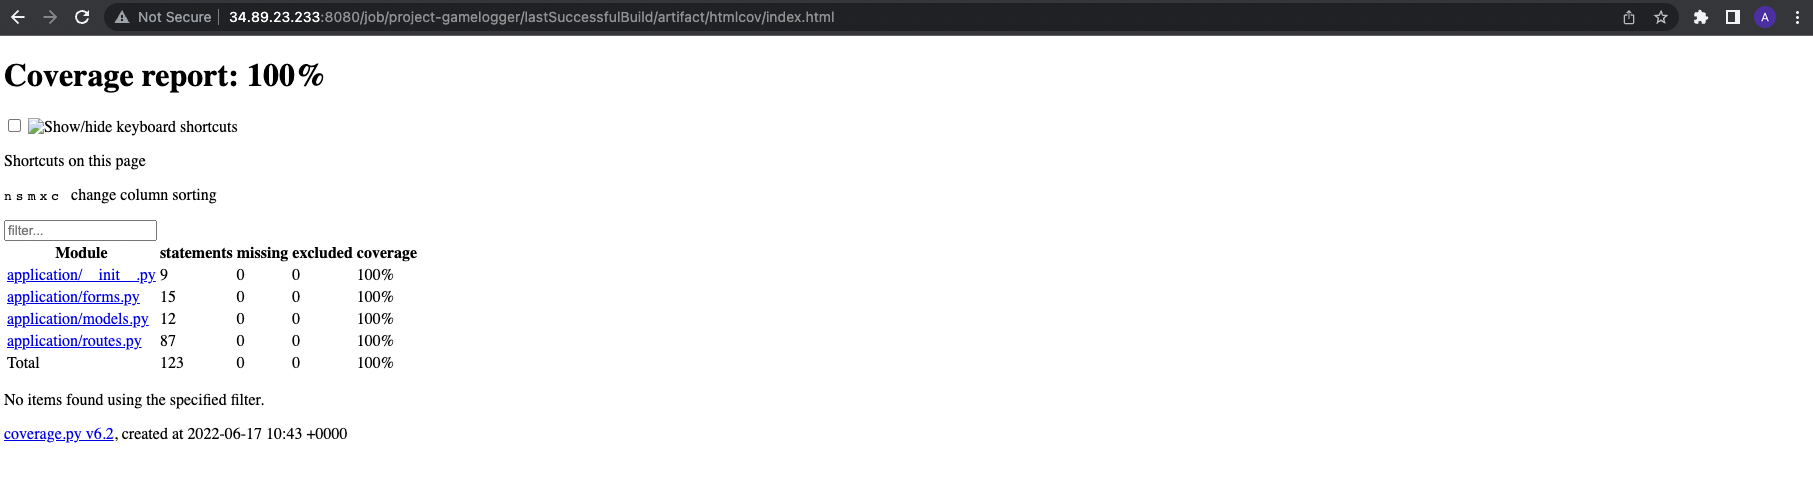 Not Secure 34.89.23.233:8080/job/project-gamelogger/lastSuccessfulBuild/artifact/htmlcov/index.html A
Coverage report: 100%
Show/hide keyboard shortcuts
Shortcuts on this page
n s m x c change column sorting
filter...
Module statements missing excluded coverage
application/__init__.py 9 0 0 100%
application/forms.py 15 0 0 100%
application/models.py 12 0 0 100%
application/routes.py 87 0 0 100%
Total 123 0 0 100%
No items found using the specified filter.
coverage.py v6.2, created at 2022-06-17 10:43 +0000